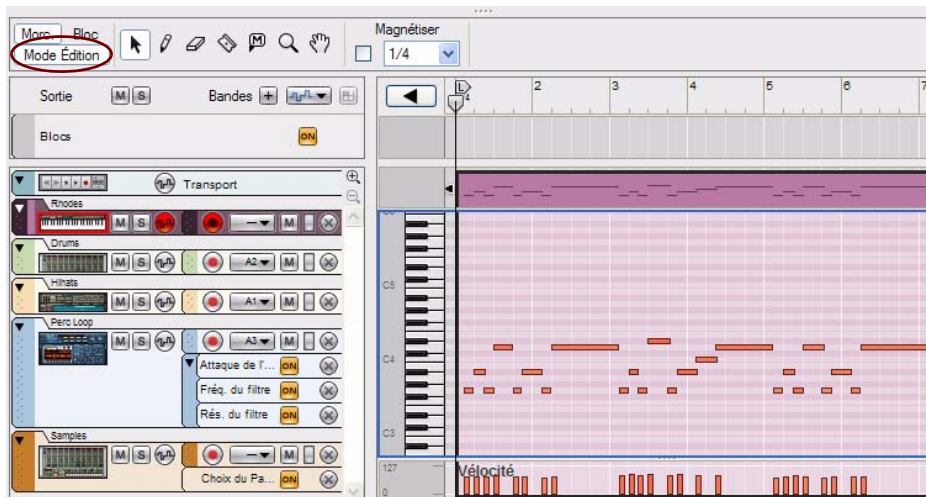 Morc. Bloc
Mode Édition
Magnétiser
1/4
Sortie M S Bandes +
Blocs ON
L
2 3 4 5 6 7
4
Transport
Rhodes
M S — M
Drums
M S A2 M
Hihats
M S A1 M
Perc Loop
M S A3 M
Attaque de l'... ON
Fréq. du filtre ON
Rés. du filtre ON
Samples
M S — M
Choix du Pa... ON
C5
C4
C3
127
Vélocité
0